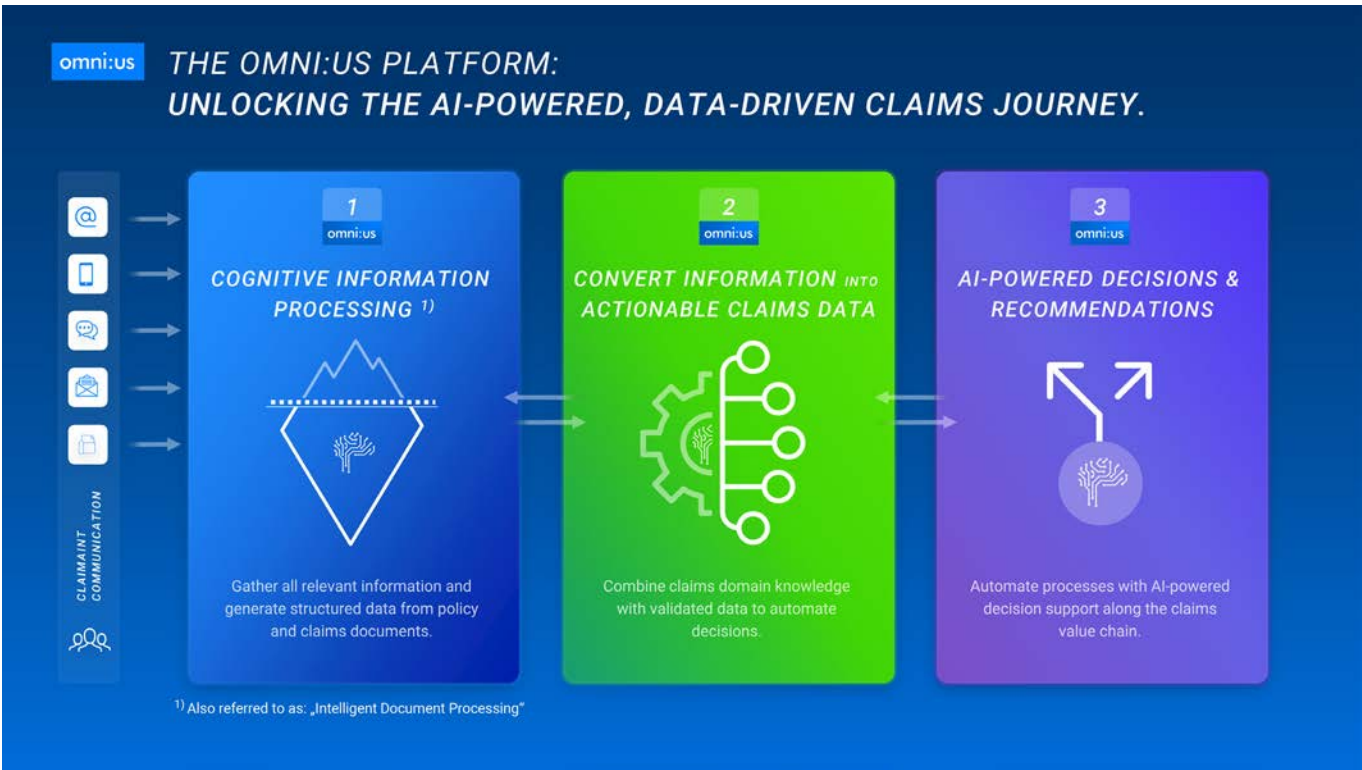 omni:us
THE OMNI:US PLATFORM:
UNLOCKING THE AI-POWERED, DATA-DRIVEN CLAIMS JOURNEY.
CLAIMAINT
COMMUNICATION
1
omni:us
COGNITIVE INFORMATION
PROCESSING 1)
Gather all relevant information and
generate structured data from policy
and claims documents.
2
omni:us
CONVERT INFORMATION INTO
ACTIONABLE CLAIMS DATA
Combine claims domain knowledge
with validated data to automate
decisions.
3
omni:us
AI-POWERED DECISIONS &
RECOMMENDATIONS
Automate processes with AI-powered
decision support along the claims
value chain.
1) Also referred to as: „Intelligent Document Processing“